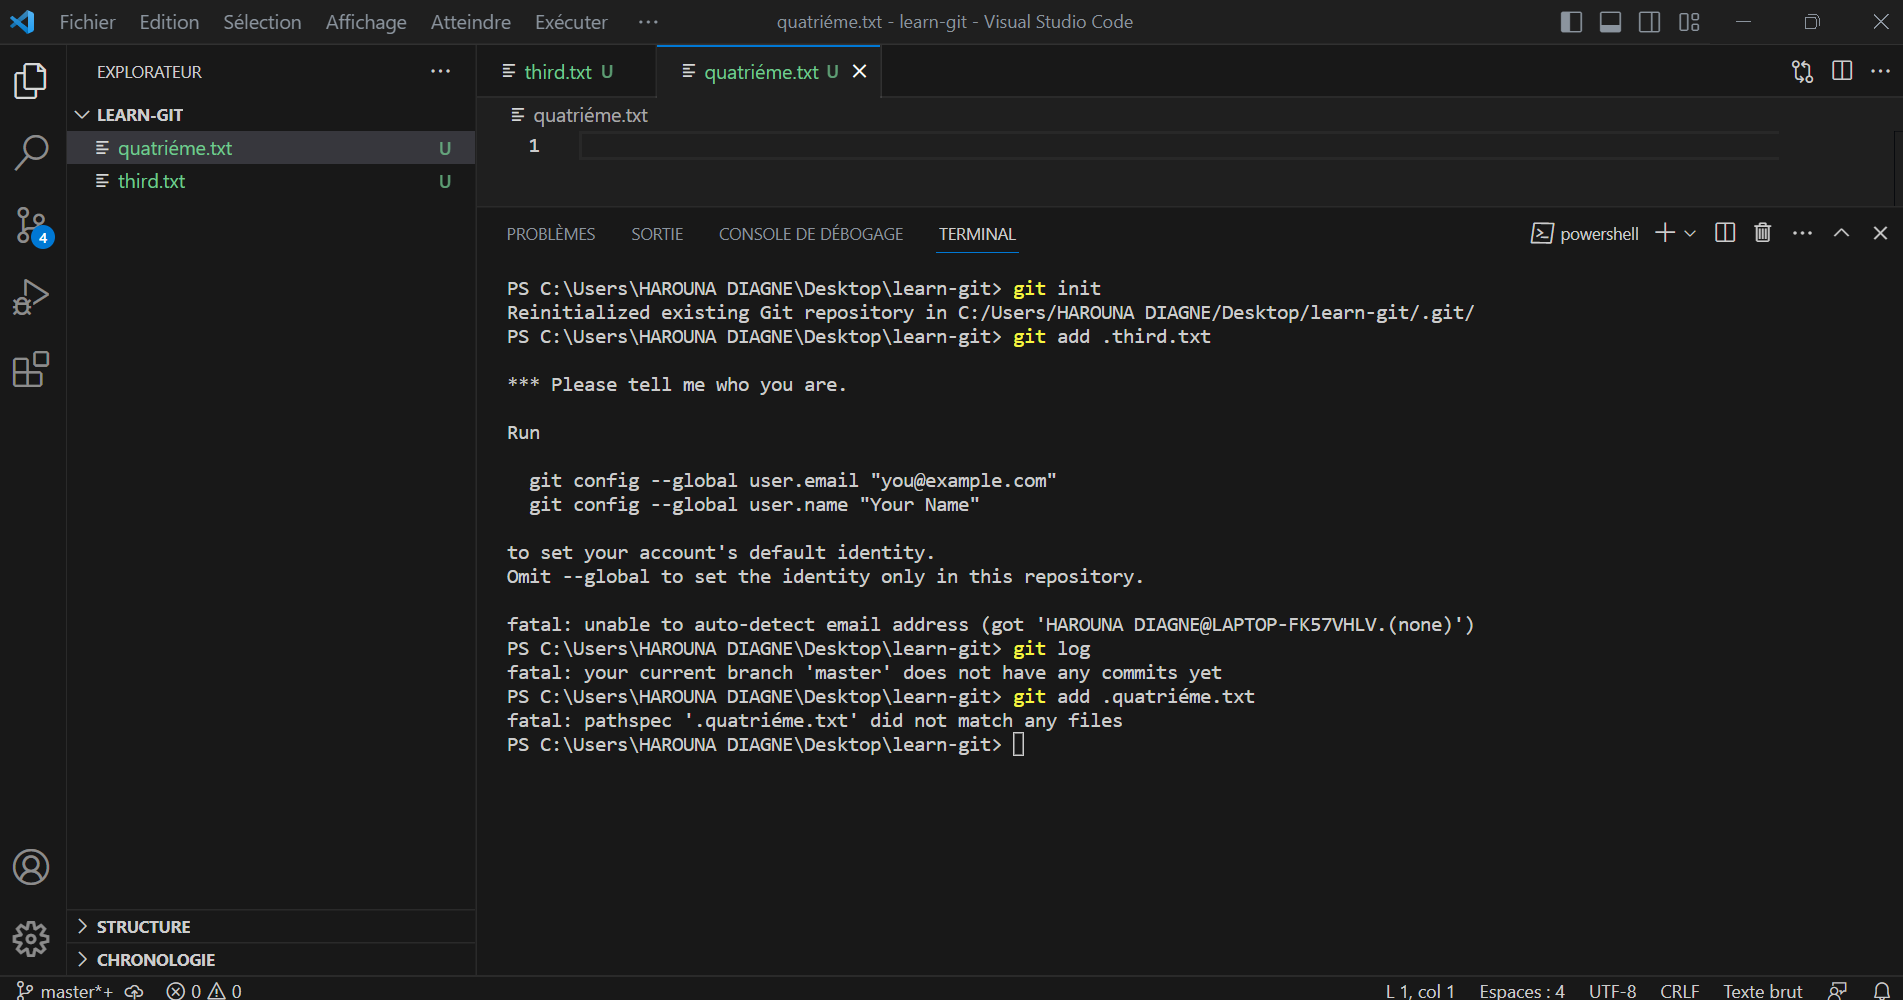 Fichier Edition Sélection Affichage Atteindre Exécuter ··· quatriéme.txt - learn-git - Visual Studio Code
EXPLORATEUR ···
third.txt U quatriéme.txt U
LEARN-GIT
quatriéme.txt
quatriéme.txt U
1
third.txt U
4
PROBLÈMES SORTIE CONSOLE DE DÉBOGAGE TERMINAL powershell
PS C:\Users\HAROUNA DIAGNE\Desktop\learn-git> git init
Reinitialized existing Git repository in C:/Users/HAROUNA DIAGNE/Desktop/learn-git/.git/
PS C:\Users\HAROUNA DIAGNE\Desktop\learn-git> git add .third.txt
*** Please tell me who you are.
Run
git config --global user.email "you@example.com"
git config --global user.name "Your Name"
to set your account's default identity.
Omit --global to set the identity only in this repository.
fatal: unable to auto-detect email address (got 'HAROUNA DIAGNE@LAPTOP-FK57VHLV.(none)')
PS C:\Users\HAROUNA DIAGNE\Desktop\learn-git> git log
fatal: your current branch 'master' does not have any commits yet
PS C:\Users\HAROUNA DIAGNE\Desktop\learn-git> git add .quatriéme.txt
fatal: pathspec '.quatriéme.txt' did not match any files
PS C:\Users\HAROUNA DIAGNE\Desktop\learn-git>
STRUCTURE
CHRONOLOGIE
master*+ 0 0 L 1, col 1 Espaces : 4 UTF-8 CRLF Texte brut